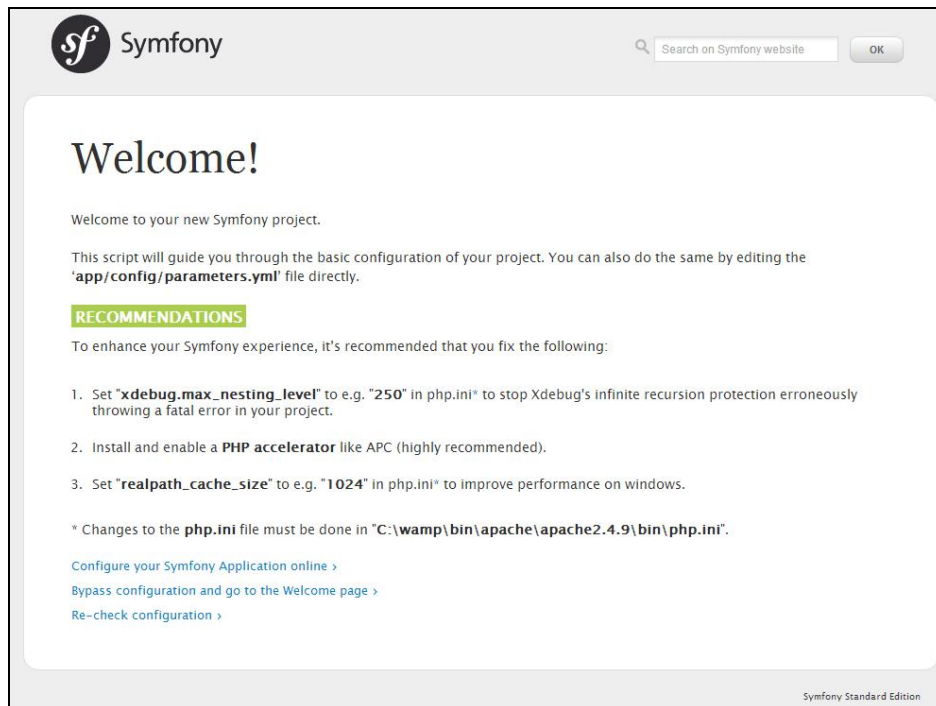 sf Symfony
Search on Symfony website OK
Welcome!
Welcome to your new Symfony project.
This script will guide you through the basic configuration of your project. You can also do the same by editing the
'app/config/parameters.yml' file directly.
RECOMMENDATIONS
To enhance your Symfony experience, it's recommended that you fix the following:
1. Set "xdebug.max_nesting_level" to e.g. "250" in php.ini* to stop Xdebug's infinite recursion protection erroneously
throwing a fatal error in your project.
2. Install and enable a PHP accelerator like APC (highly recommended).
3. Set "realpath_cache_size" to e.g. "1024" in php.ini* to improve performance on windows.
* Changes to the php.ini file must be done in "C:\wamp\bin\apache\apache2.4.9\bin\php.ini".
Configure your Symfony Application online ›
Bypass configuration and go to the Welcome page ›
Re-check configuration ›
Symfony Standard Edition